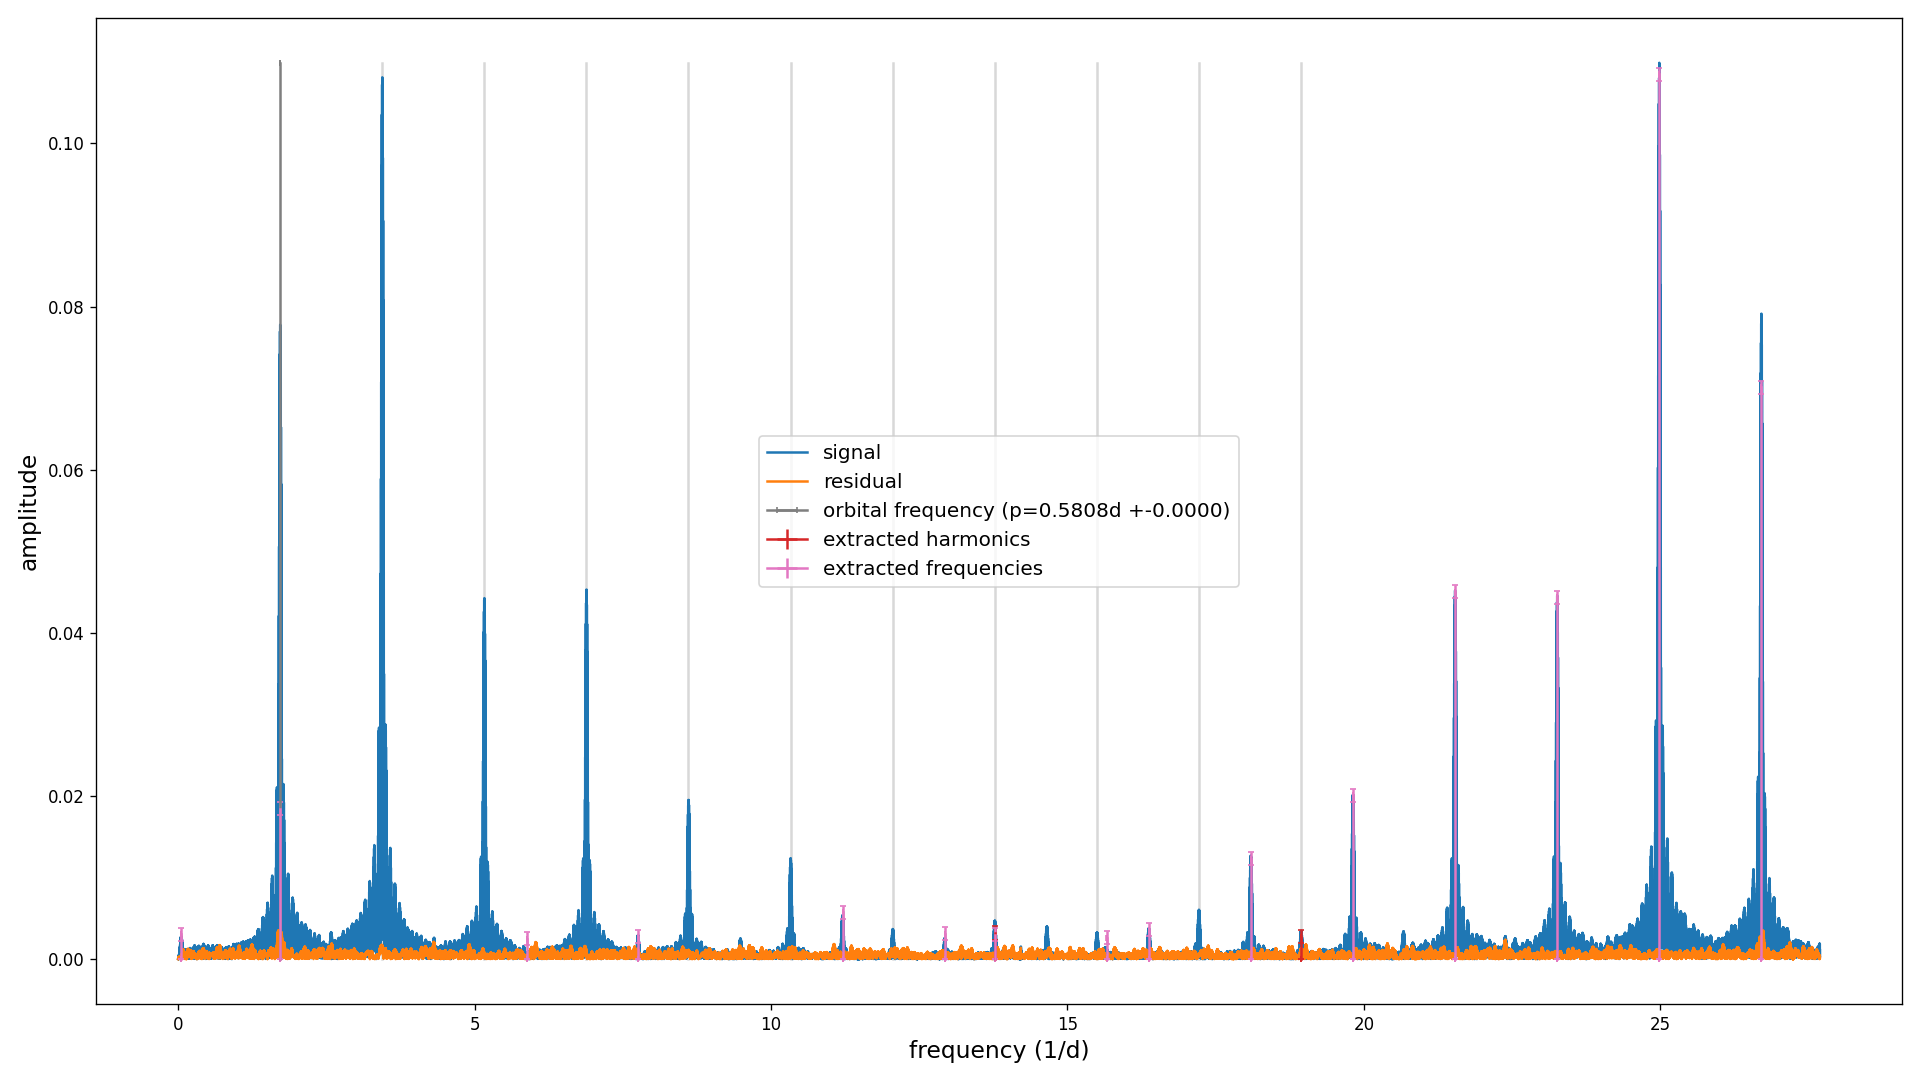 0.10
0.08
0.06
0.04
0.02
0.00
amplitude
signal
residual
orbital frequency (p=0.5808d +-0.0000)
extracted harmonics
extracted frequencies
0
5
10
15
20
25
frequency (1/d)